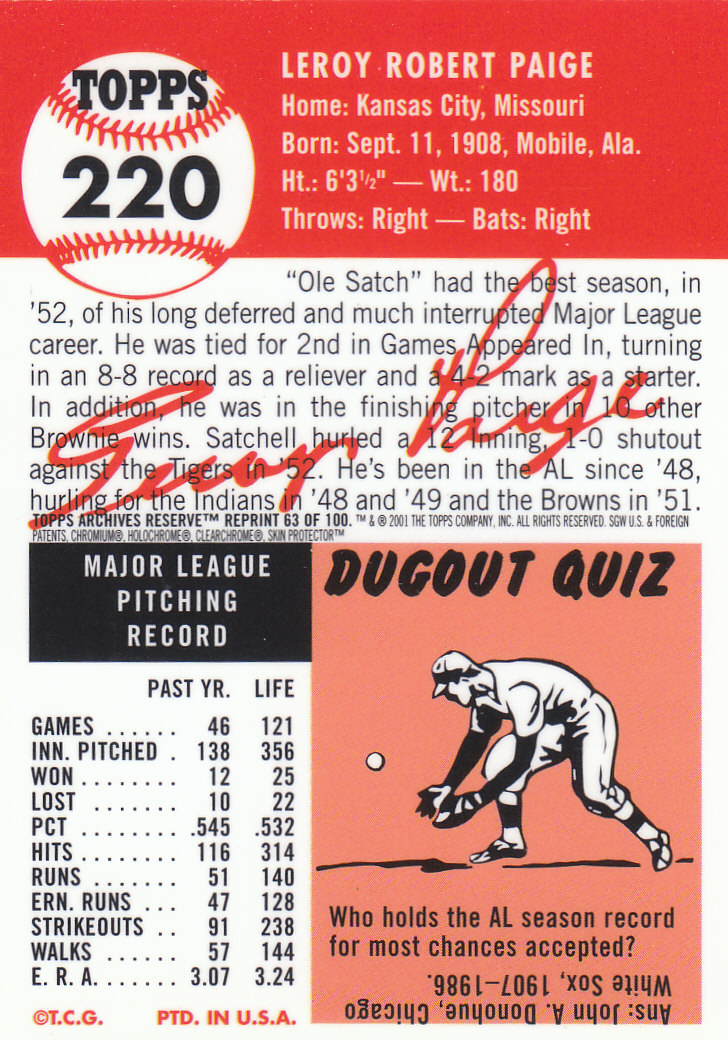 TOPPS
220
LEROY ROBERT PAIGE
Home: Kansas City, Missouri
Born: Sept. 11, 1908, Mobile, Ala.
Ht.: 6'3½" — Wt.: 180
Throws: Right — Bats: Right
“Ole Satch” had the best season, in
’52, of his long deferred and much interrupted Major League
career. He was tied for 2nd in Games Appeared In, turning
in an 8-8 record as a reliever and a 4-2 mark as a starter.
In addition, he was in the finishing pitcher in 10 other
Brownie wins. Satchell hurled a 12 inning, 1-0 shutout
against the Tigers in ’52. He’s been in the AL since ’48,
hurling for the Indians in ’48 and ’49 and the Browns in ’51.
Leroy Paige
TOPPS ARCHIVES RESERVE™ REPRINT 63 OF 100. ™ & ® 2001 THE TOPPS COMPANY, INC. ALL RIGHTS RESERVED. SGW U.S. & FOREIGN
PATENTS, CHROMIUM®, HOLOCHROME®, CLEARCHROME®, SKIN PROTECTOR™
MAJOR LEAGUE
PITCHING
RECORD
PAST YR. LIFE
GAMES ...... 46 121
INN. PITCHED . 138 356
WON ........ 12 25
LOST ....... 10 22
PCT ........ .545 .532
HITS ........ 116 314
RUNS ....... 51 140
ERN. RUNS ... 47 128
STRIKEOUTS .. 91 238
WALKS ...... 57 144
E. R. A. ....... 3.07 3.24
©T.C.G. PTD. IN U.S.A.
DUGOUT QUIZ
Who holds the AL season record
for most chances accepted?
Ans: John A. Donohue, Chicago
White Sox, 1907–1986.